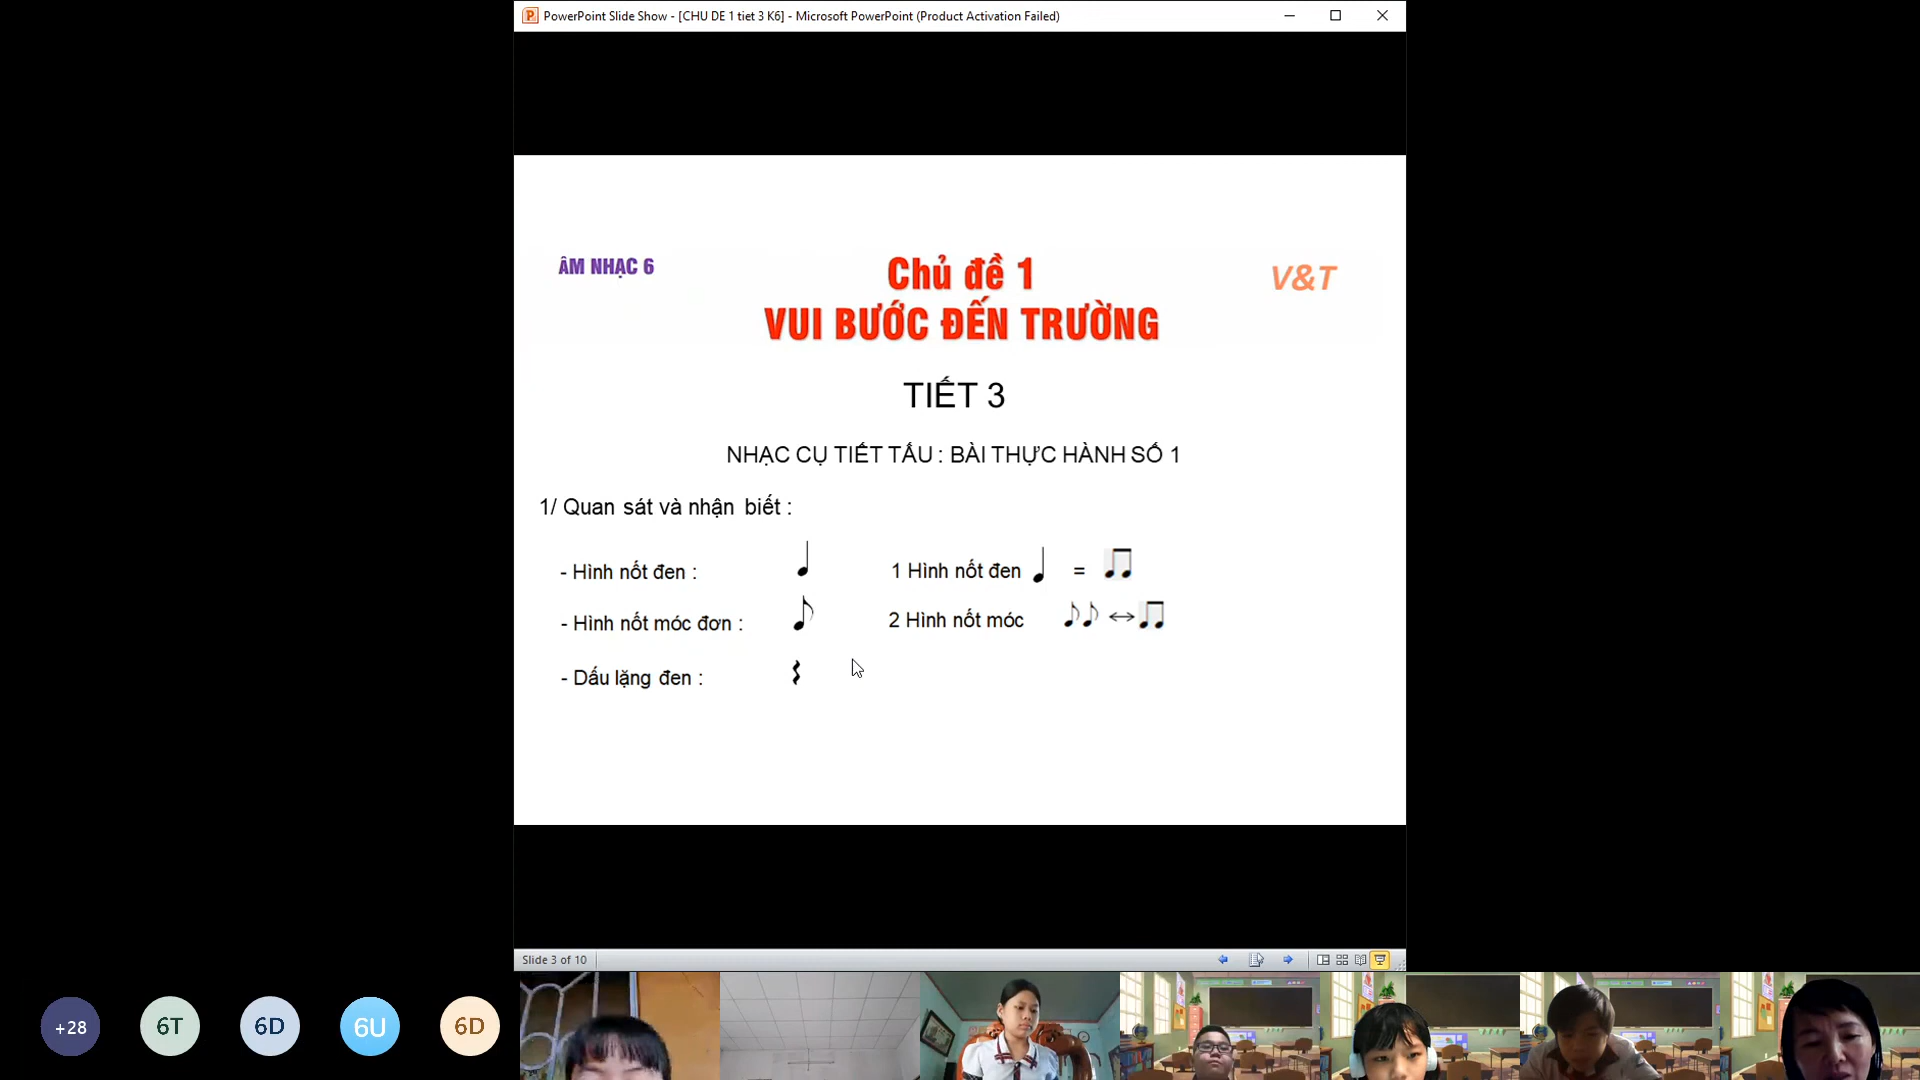 PowerPoint Slide Show - [CHU DE 1 tiet 3 K6] - Microsoft PowerPoint (Product Activation Failed)
ÂM NHẠC 6
Chủ đề 1
V&T
VUI BƯỚC ĐẾN TRƯỜNG
TIẾT 3
NHẠC CỤ TIẾT TẤU : BÀI THỰC HÀNH SỐ 1
1/ Quan sát và nhận biết :
- Hình nốt đen :
1 Hình nốt đen =
- Hình nốt móc đơn :
2 Hình nốt móc ↔
- Dấu lặng đen :
Slide 3 of 10
+28
6T
6D
6U
6D